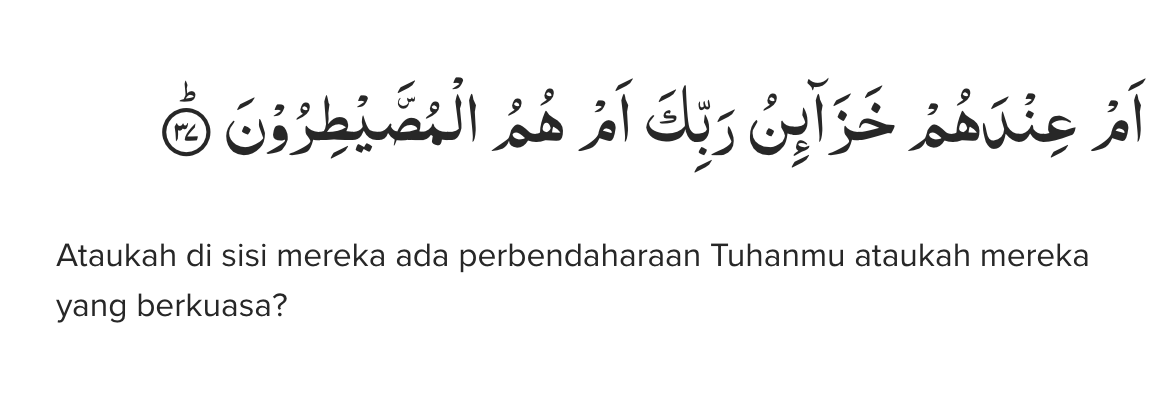 اَمْ عِنْدَهُمْ خَزَاۤىِٕنُ رَبِّكَ اَمْ هُمُ الْمُصَۣيْطِرُوْنَۗ ٣٧
Ataukah di sisi mereka ada perbendaharaan Tuhanmu ataukah mereka
yang berkuasa?